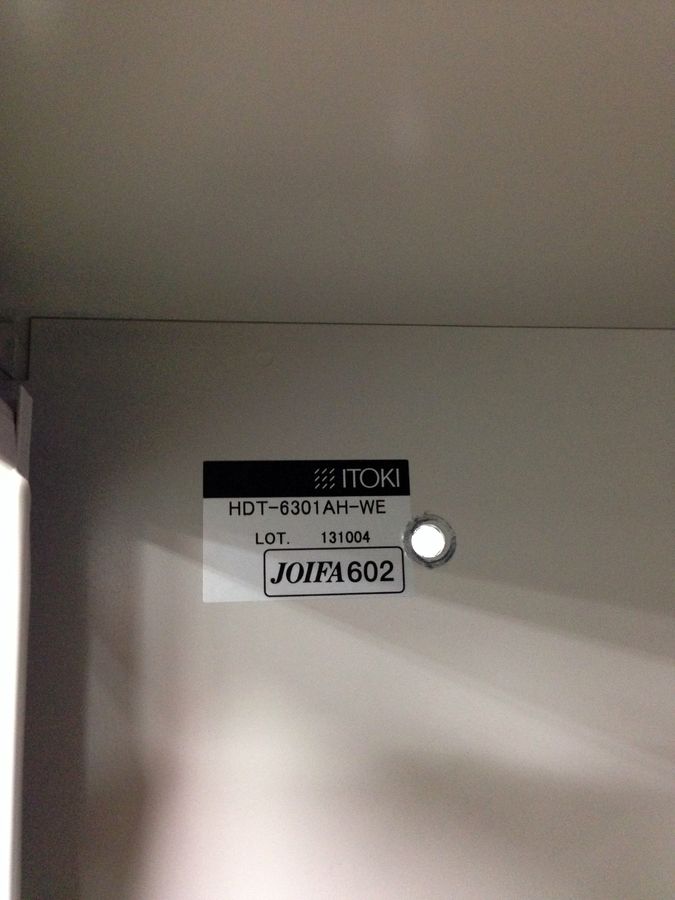 ITOKI
HDT-6301AH-WE
LOT. 131004
JOIFA602